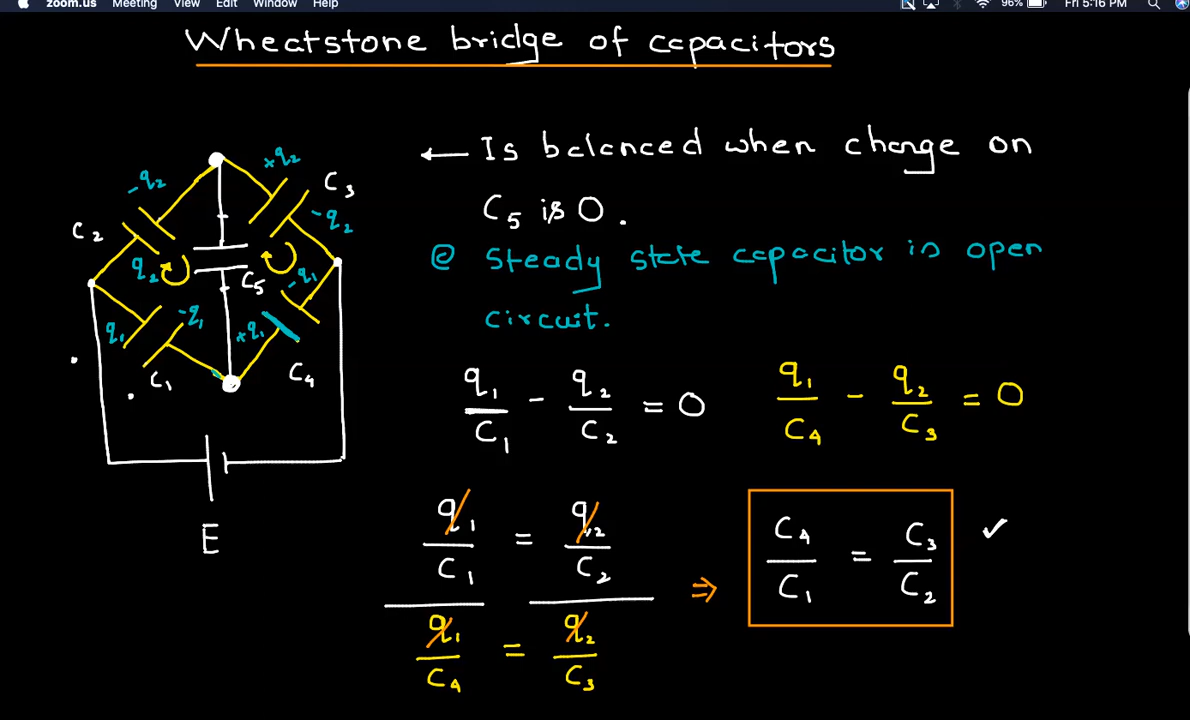 zoom.us Meeting View Edit Window Help 96% Fri 5:16 PM
Wheatstone bridge of capacitors
← Is balanced when charge on
C5 is 0.
@ Steady state capacitor is open
circuit.
-q2 +q2
C3
C2 -q2
q2 C5 -q1
q1 -q1 +q1
C1 C4
E
q1/C1 - q2/C2 = 0
q1/C4 - q2/C3 = 0
q1/C1 = q2/C2
q1/C4 = q2/C3
⇒ C4/C1 = C3/C2 ✓